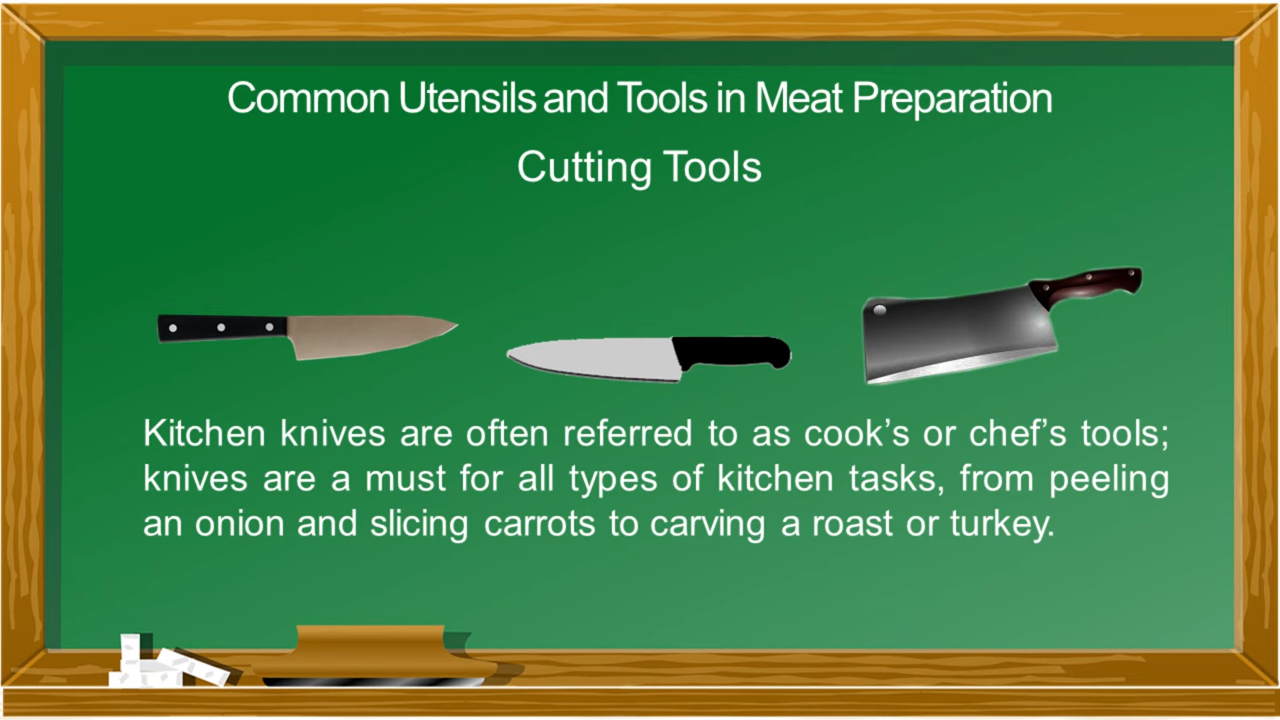 Common Utensils and Tools in Meat Preparation
Cutting Tools
Kitchen knives are often referred to as cook’s or chef’s tools;
knives are a must for all types of kitchen tasks, from peeling
an onion and slicing carrots to carving a roast or turkey.